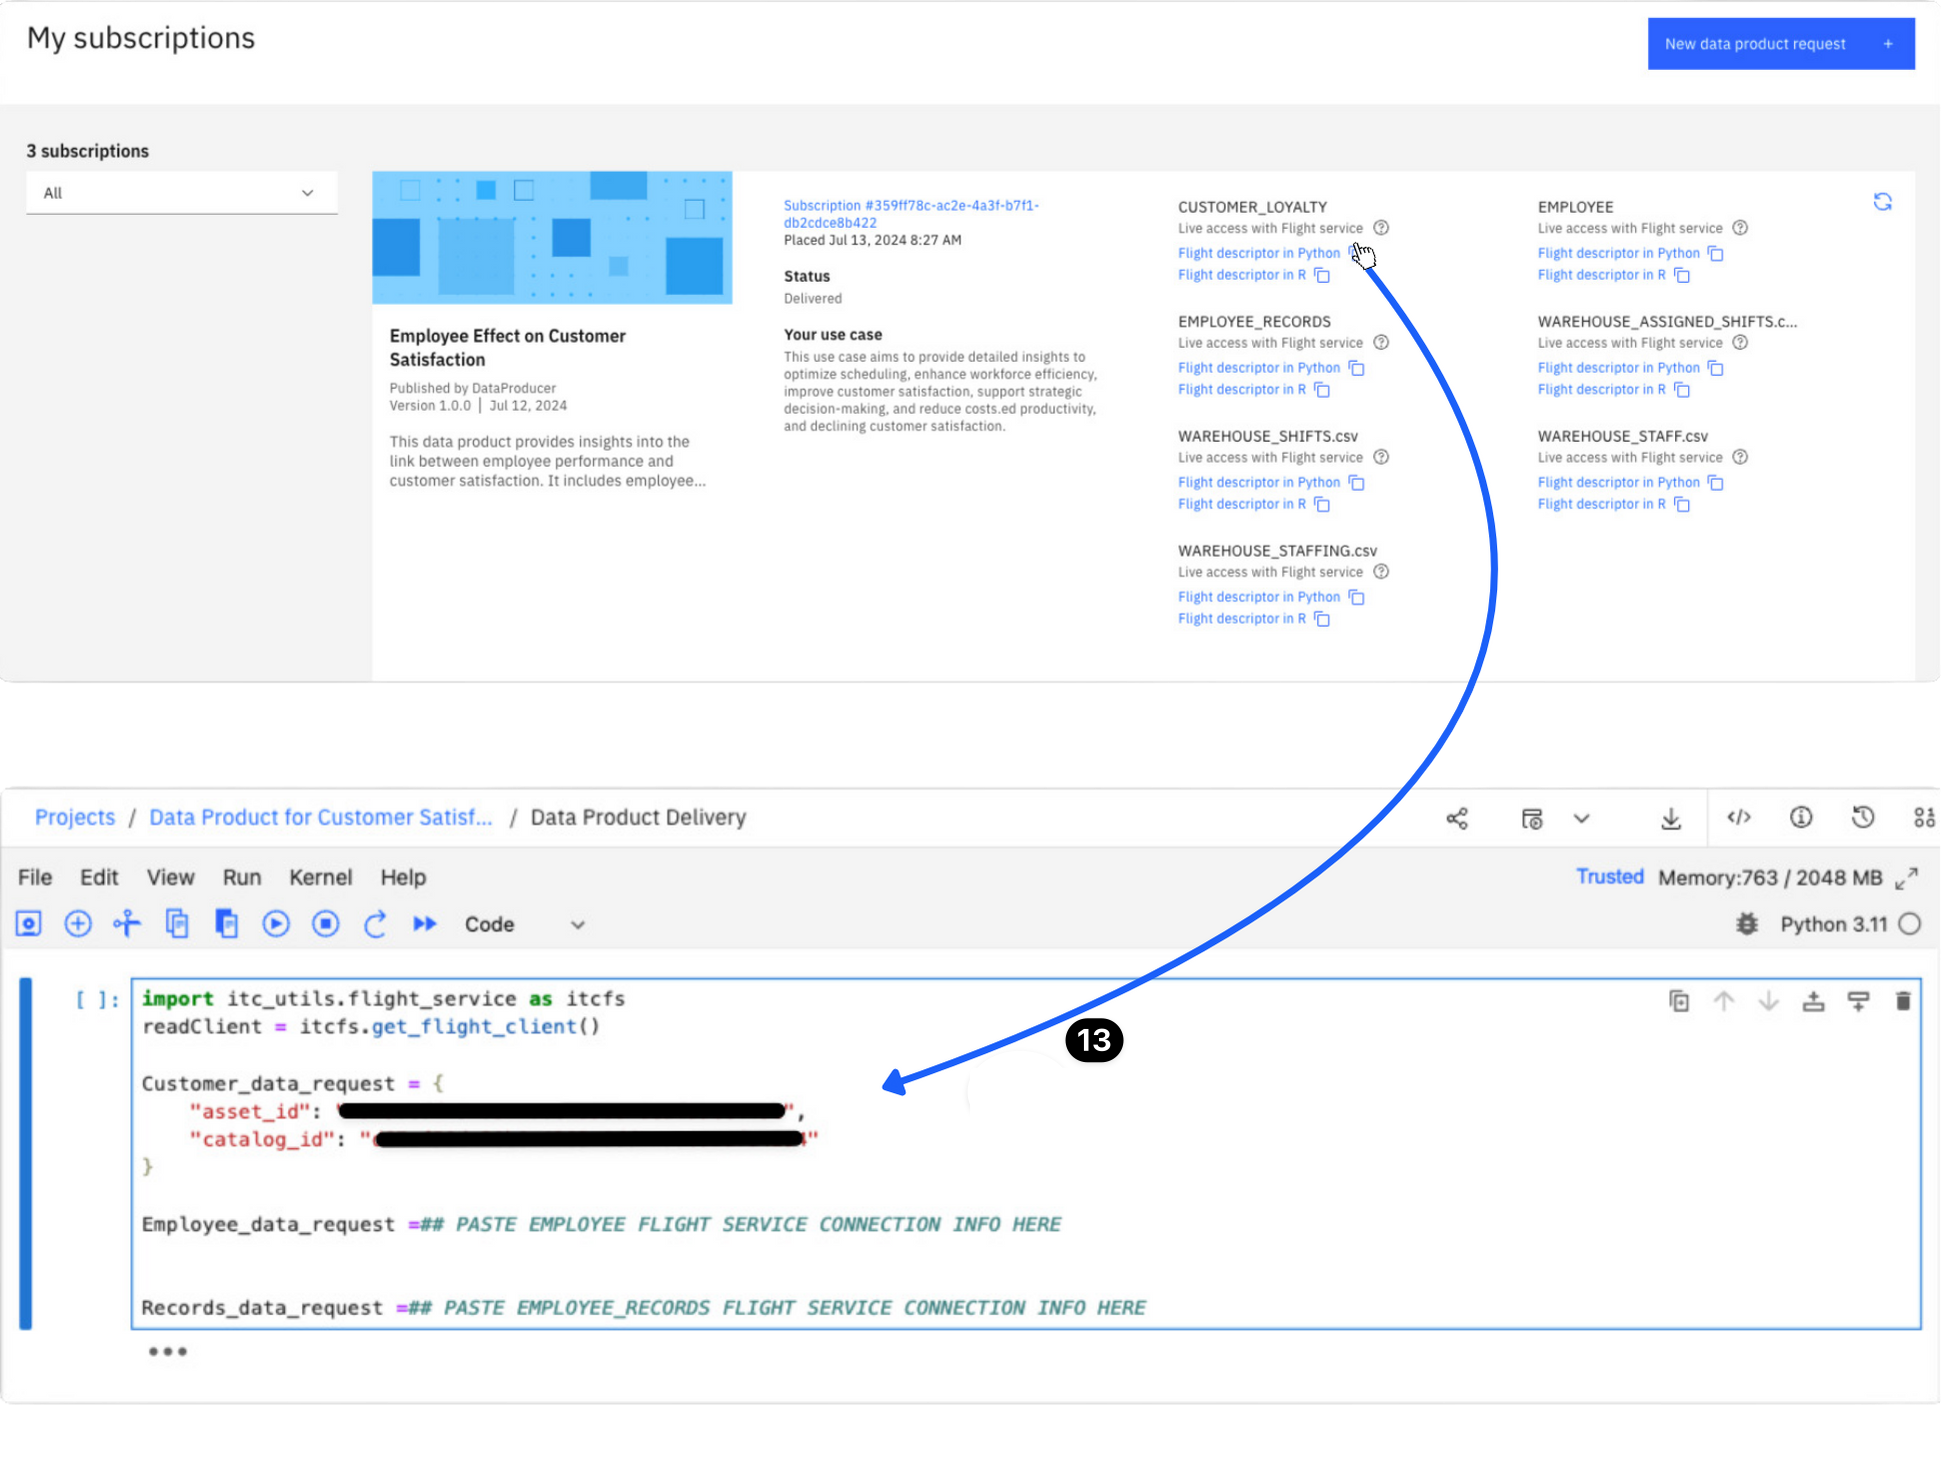 My subscriptions
New data product request +
3 subscriptions
All
Employee Effect on Customer
Satisfaction
Published by DataProducer
Version 1.0.0 | Jul 12, 2024
This data product provides insights into the
link between employee performance and
customer satisfaction. It includes employee...
Subscription #359ff78c-ac2e-4a3f-b7f1-
db2cdce8b422
Placed Jul 13, 2024 8:27 AM
Status
Delivered
Your use case
This use case aims to provide detailed insights to
optimize scheduling, enhance workforce efficiency,
improve customer satisfaction, support strategic
decision-making, and reduce costs.ed productivity,
and declining customer satisfaction.
CUSTOMER_LOYALTY
Live access with Flight service
Flight descriptor in Python
Flight descriptor in R
EMPLOYEE
Live access with Flight service
Flight descriptor in Python
Flight descriptor in R
EMPLOYEE_RECORDS
Live access with Flight service
Flight descriptor in Python
Flight descriptor in R
WAREHOUSE_ASSIGNED_SHIFTS.c...
Live access with Flight service
Flight descriptor in Python
Flight descriptor in R
WAREHOUSE_SHIFTS.csv
Live access with Flight service
Flight descriptor in Python
Flight descriptor in R
WAREHOUSE_STAFF.csv
Live access with Flight service
Flight descriptor in Python
Flight descriptor in R
WAREHOUSE_STAFFING.csv
Live access with Flight service
Flight descriptor in Python
Flight descriptor in R
Projects / Data Product for Customer Satisf... / Data Product Delivery
File Edit View Run Kernel Help
Trusted Memory:763 / 2048 MB
Code
Python 3.11
[ ]:
import itc_utils.flight_service as itcfs
readClient = itcfs.get_flight_client()
Customer_data_request = {
"asset_id": "",
"catalog_id": ""
}
Employee_data_request =## PASTE EMPLOYEE FLIGHT SERVICE CONNECTION INFO HERE
Records_data_request =## PASTE EMPLOYEE_RECORDS FLIGHT SERVICE CONNECTION INFO HERE
13